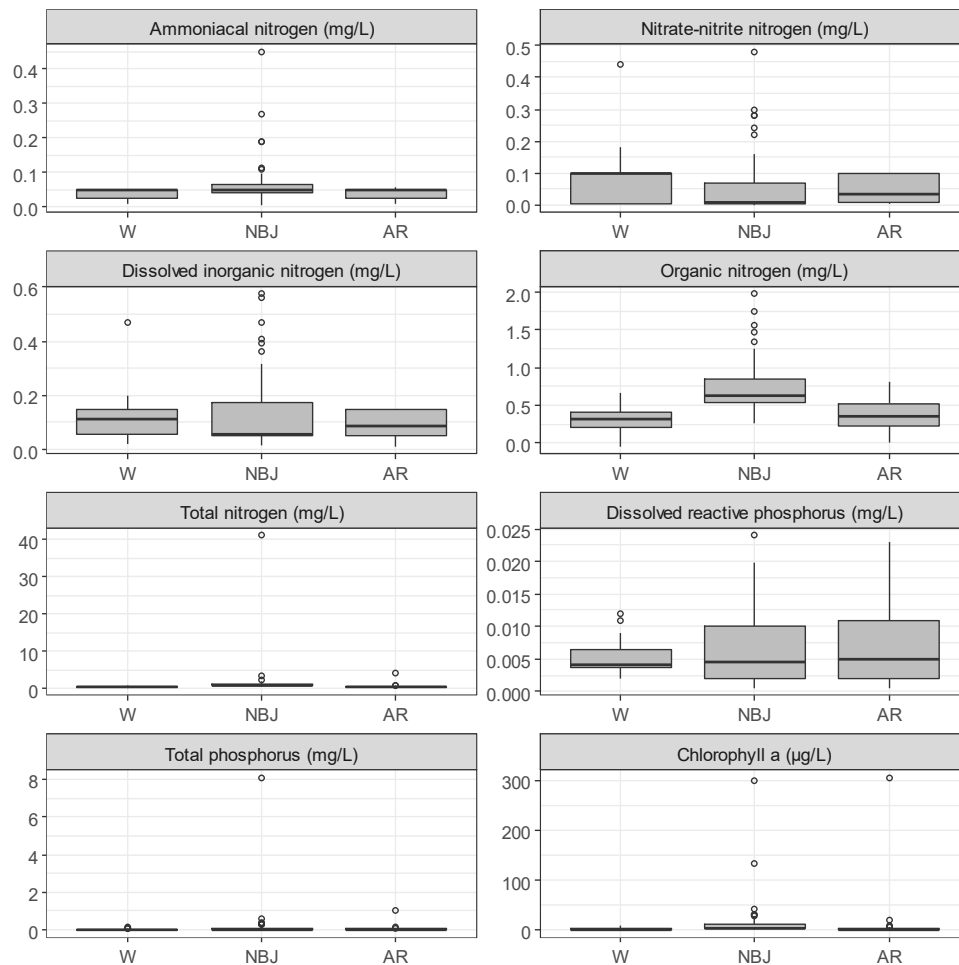 Ammoniacal nitrogen (mg/L)
0.4
0.3
0.2
0.1
0.0
W NBJ AR
Nitrate-nitrite nitrogen (mg/L)
0.5
0.4
0.3
0.2
0.1
0.0
W NBJ AR
Dissolved inorganic nitrogen (mg/L)
0.6
0.4
0.2
0.0
W NBJ AR
Organic nitrogen (mg/L)
2.0
1.5
1.0
0.5
0.0
W NBJ AR
Total nitrogen (mg/L)
40
30
20
10
0
W NBJ AR
Dissolved reactive phosphorus (mg/L)
0.025
0.020
0.015
0.010
0.005
0.000
W NBJ AR
Total phosphorus (mg/L)
8
6
4
2
0
W NBJ AR
Chlorophyll a (µg/L)
300
200
100
0
W NBJ AR